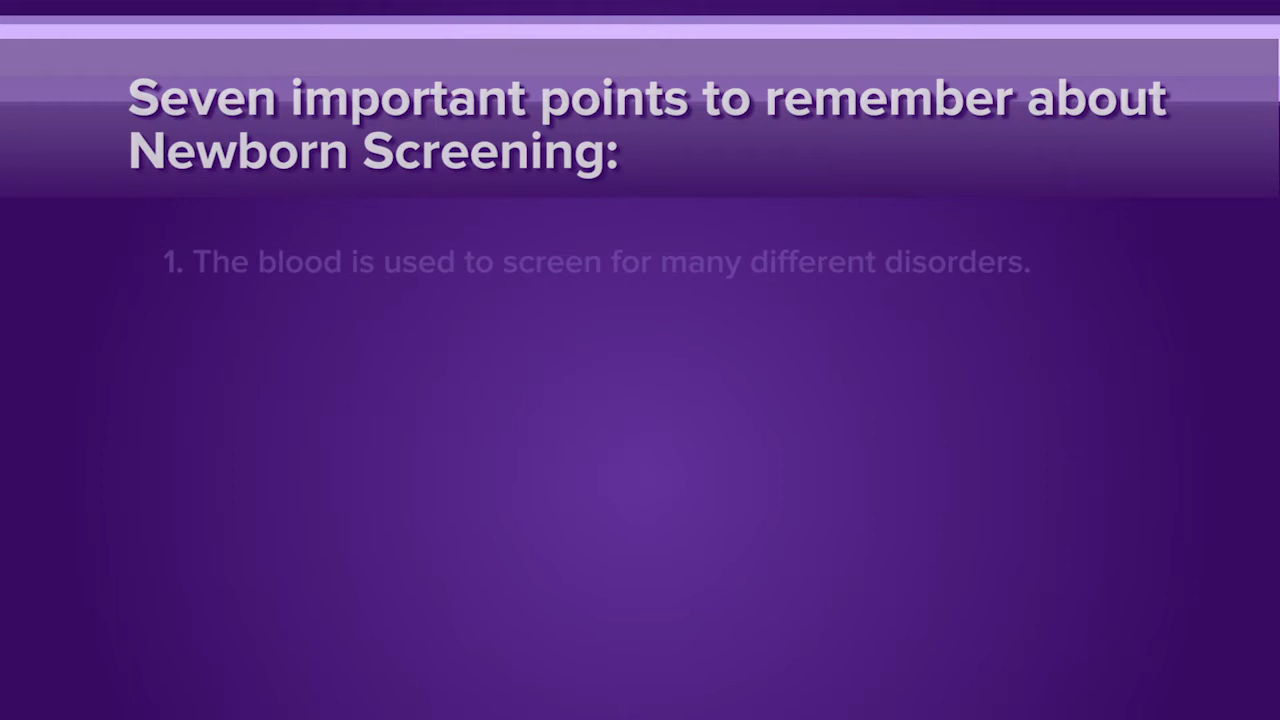 Seven important points to remember about
Newborn Screening:
1. The blood is used to screen for many different disorders.